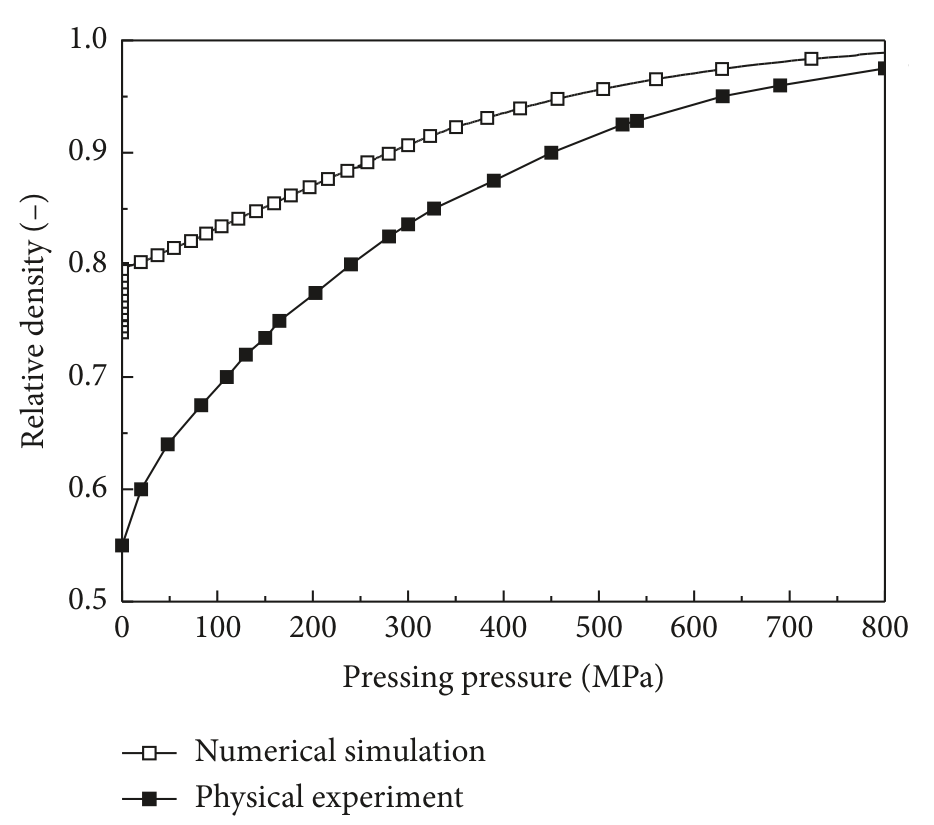 1.0
0.9
0.8
0.7
0.6
0.5
Relative density (−)
0 100 200 300 400 500 600 700 800
Pressing pressure (MPa)
Numerical simulation
Physical experiment